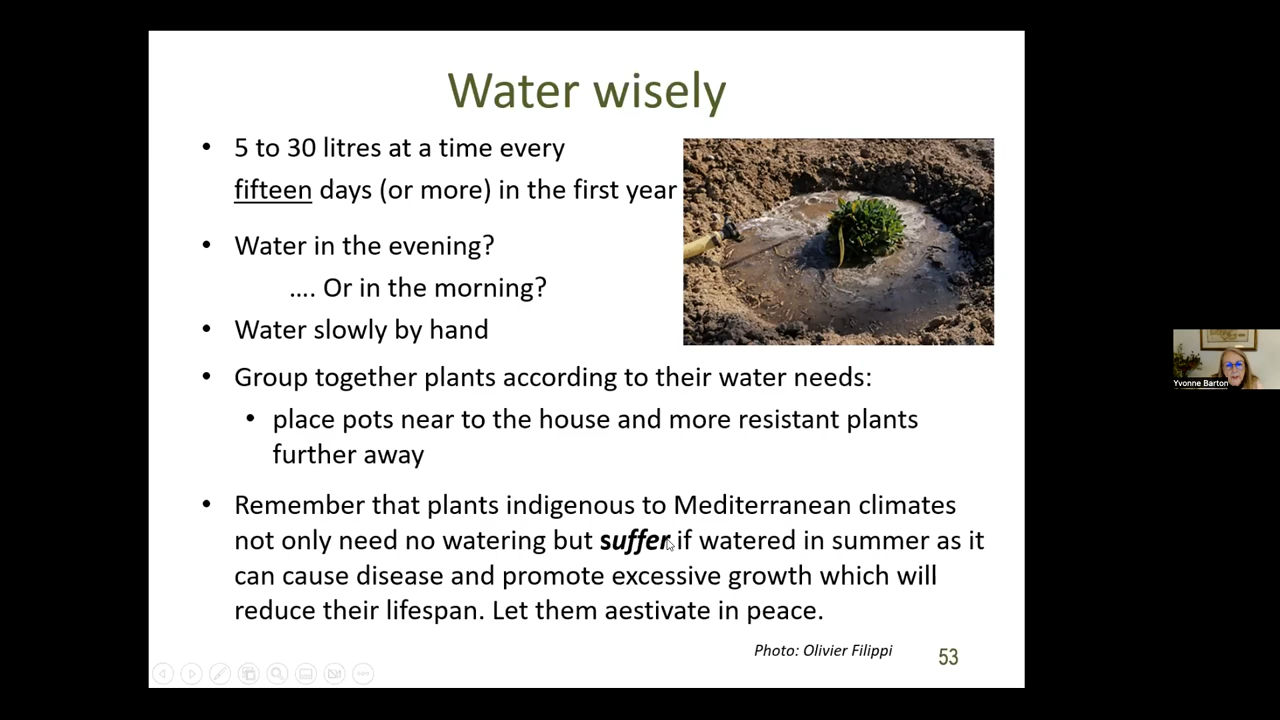 Water wisely
• 5 to 30 litres at a time every
fifteen days (or more) in the first year
• Water in the evening?
…. Or in the morning?
• Water slowly by hand
• Group together plants according to their water needs:
• place pots near to the house and more resistant plants
further away
• Remember that plants indigenous to Mediterranean climates
not only need no watering but suffer if watered in summer as it
can cause disease and promote excessive growth which will
reduce their lifespan. Let them aestivate in peace.
Photo: Olivier Filippi
53
Yvonne Barton